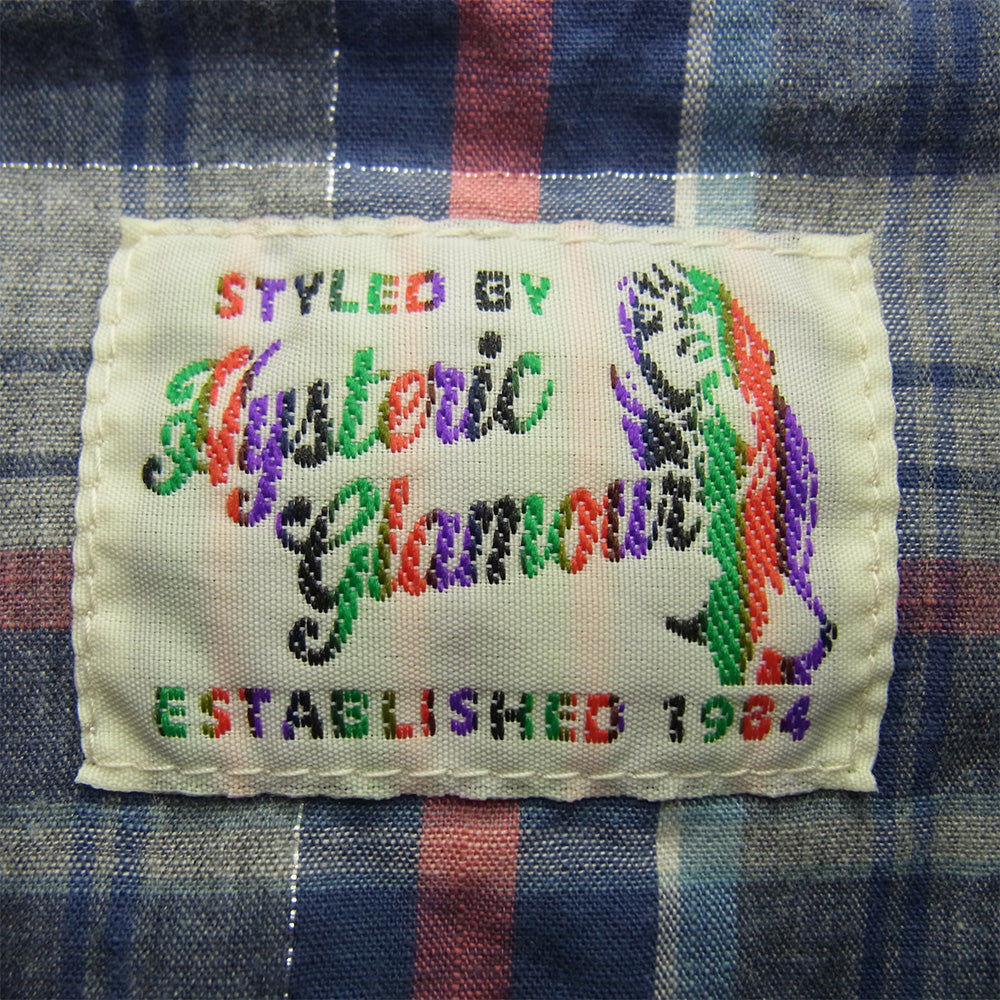 STYLED BY
Hysteric
Glamour
ESTABLISHED 1984